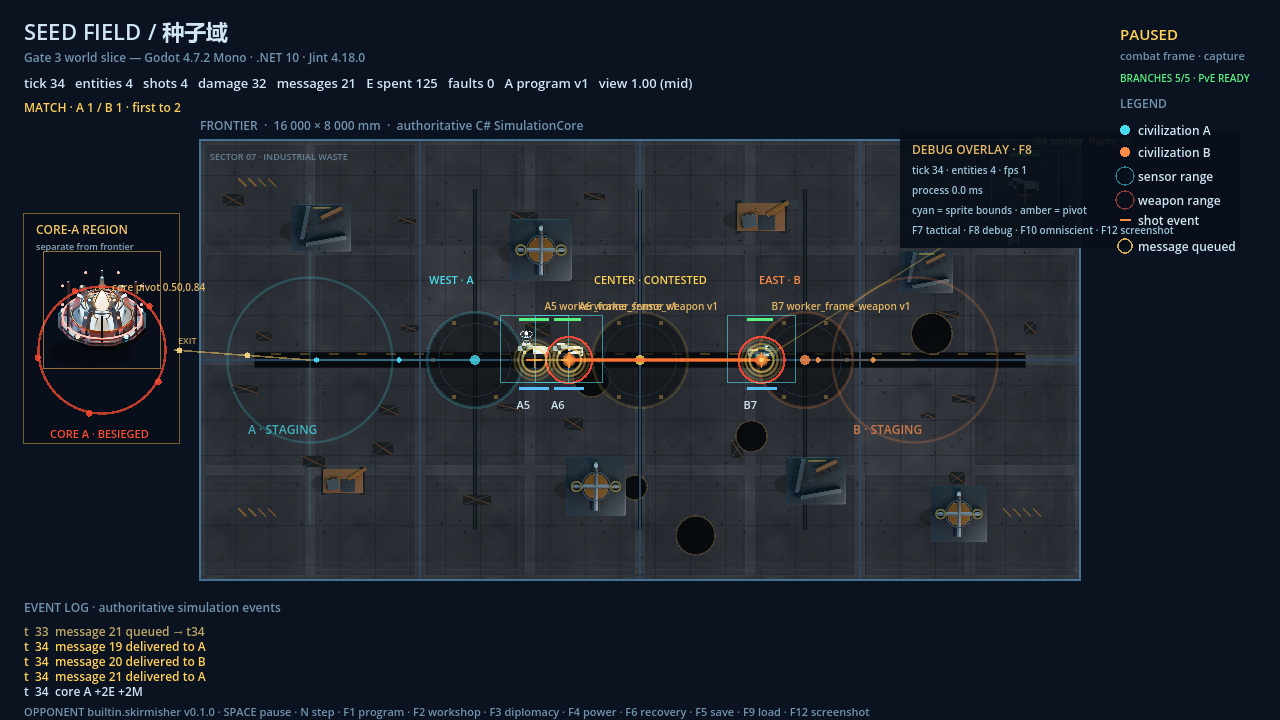 SEED FIELD / 种子域
Gate 3 world slice — Godot 4.7.2 Mono · .NET 10 · Jint 4.18.0
tick 34 entities 4 shots 4 damage 32 messages 21 E spent 125 faults 0 A program v1 view 1.00 (mid)
MATCH · A 1 / B 1 · first to 2
PAUSED
combat frame · capture
BRANCHES 5/5 · PvE READY
LEGEND
civilization A
civilization B
sensor range
weapon range
shot event
message queued
FRONTIER · 16 000 × 8 000 mm · authoritative C# SimulationCore
SECTOR 07 · INDUSTRIAL WASTE
DEBUG OVERLAY · F8
tick 34 · entities 4 · fps 1
process 0.0 ms
cyan = sprite bounds · amber = pivot
F7 tactical · F8 debug · F10 omniscient · F12 screenshot
CORE-A REGION
separate from frontier
core pivot 0.50,0.84
EXIT
CORE A · BESIEGED
WEST · A
CENTER · CONTESTED
EAST · B
A5 worker_frame
weapon v1
B7 worker_frame_weapon v1
A5
A6
B7
A · STAGING
B · STAGING
EVENT LOG · authoritative simulation events
t 33 message 21 queued → t34
t 34 message 19 delivered to A
t 34 message 20 delivered to B
t 34 message 21 delivered to A
t 34 core A +2E +2M
OPPONENT builtin.skirmisher v0.1.0 · SPACE pause · N step · F1 program · F2 workshop · F3 diplomacy · F4 power · F6 recovery · F5 save · F9 load · F12 screenshot